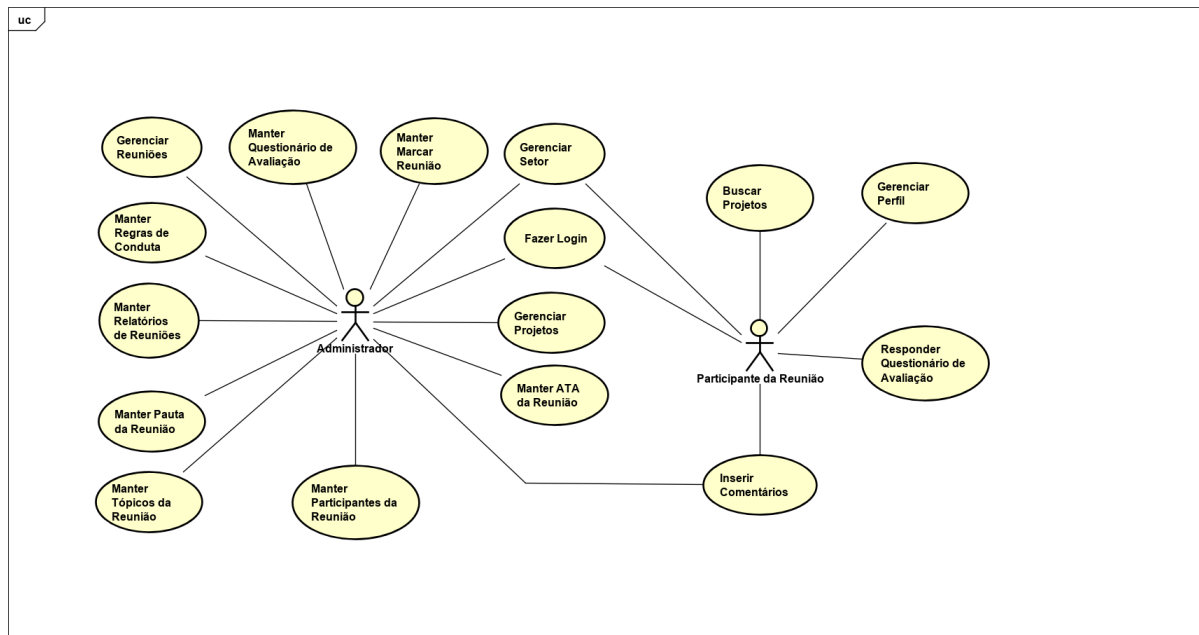 uc
Gerenciar
Reuniões
Manter
Questionário de
Avaliação
Manter
Marcar
Reunião
Gerenciar
Setor
Buscar
Projetos
Gerenciar
Perfil
Manter
Regras de
Conduta
Fazer Login
Manter
Relatórios
de Reuniões
Gerenciar
Projetos
Administrador
Participante da Reunião
Responder
Questionário de
Avaliação
Manter Pauta
da Reunião
Manter ATA
da Reunião
Manter
Tópicos da
Reunião
Manter
Participantes da
Reunião
Inserir
Comentários